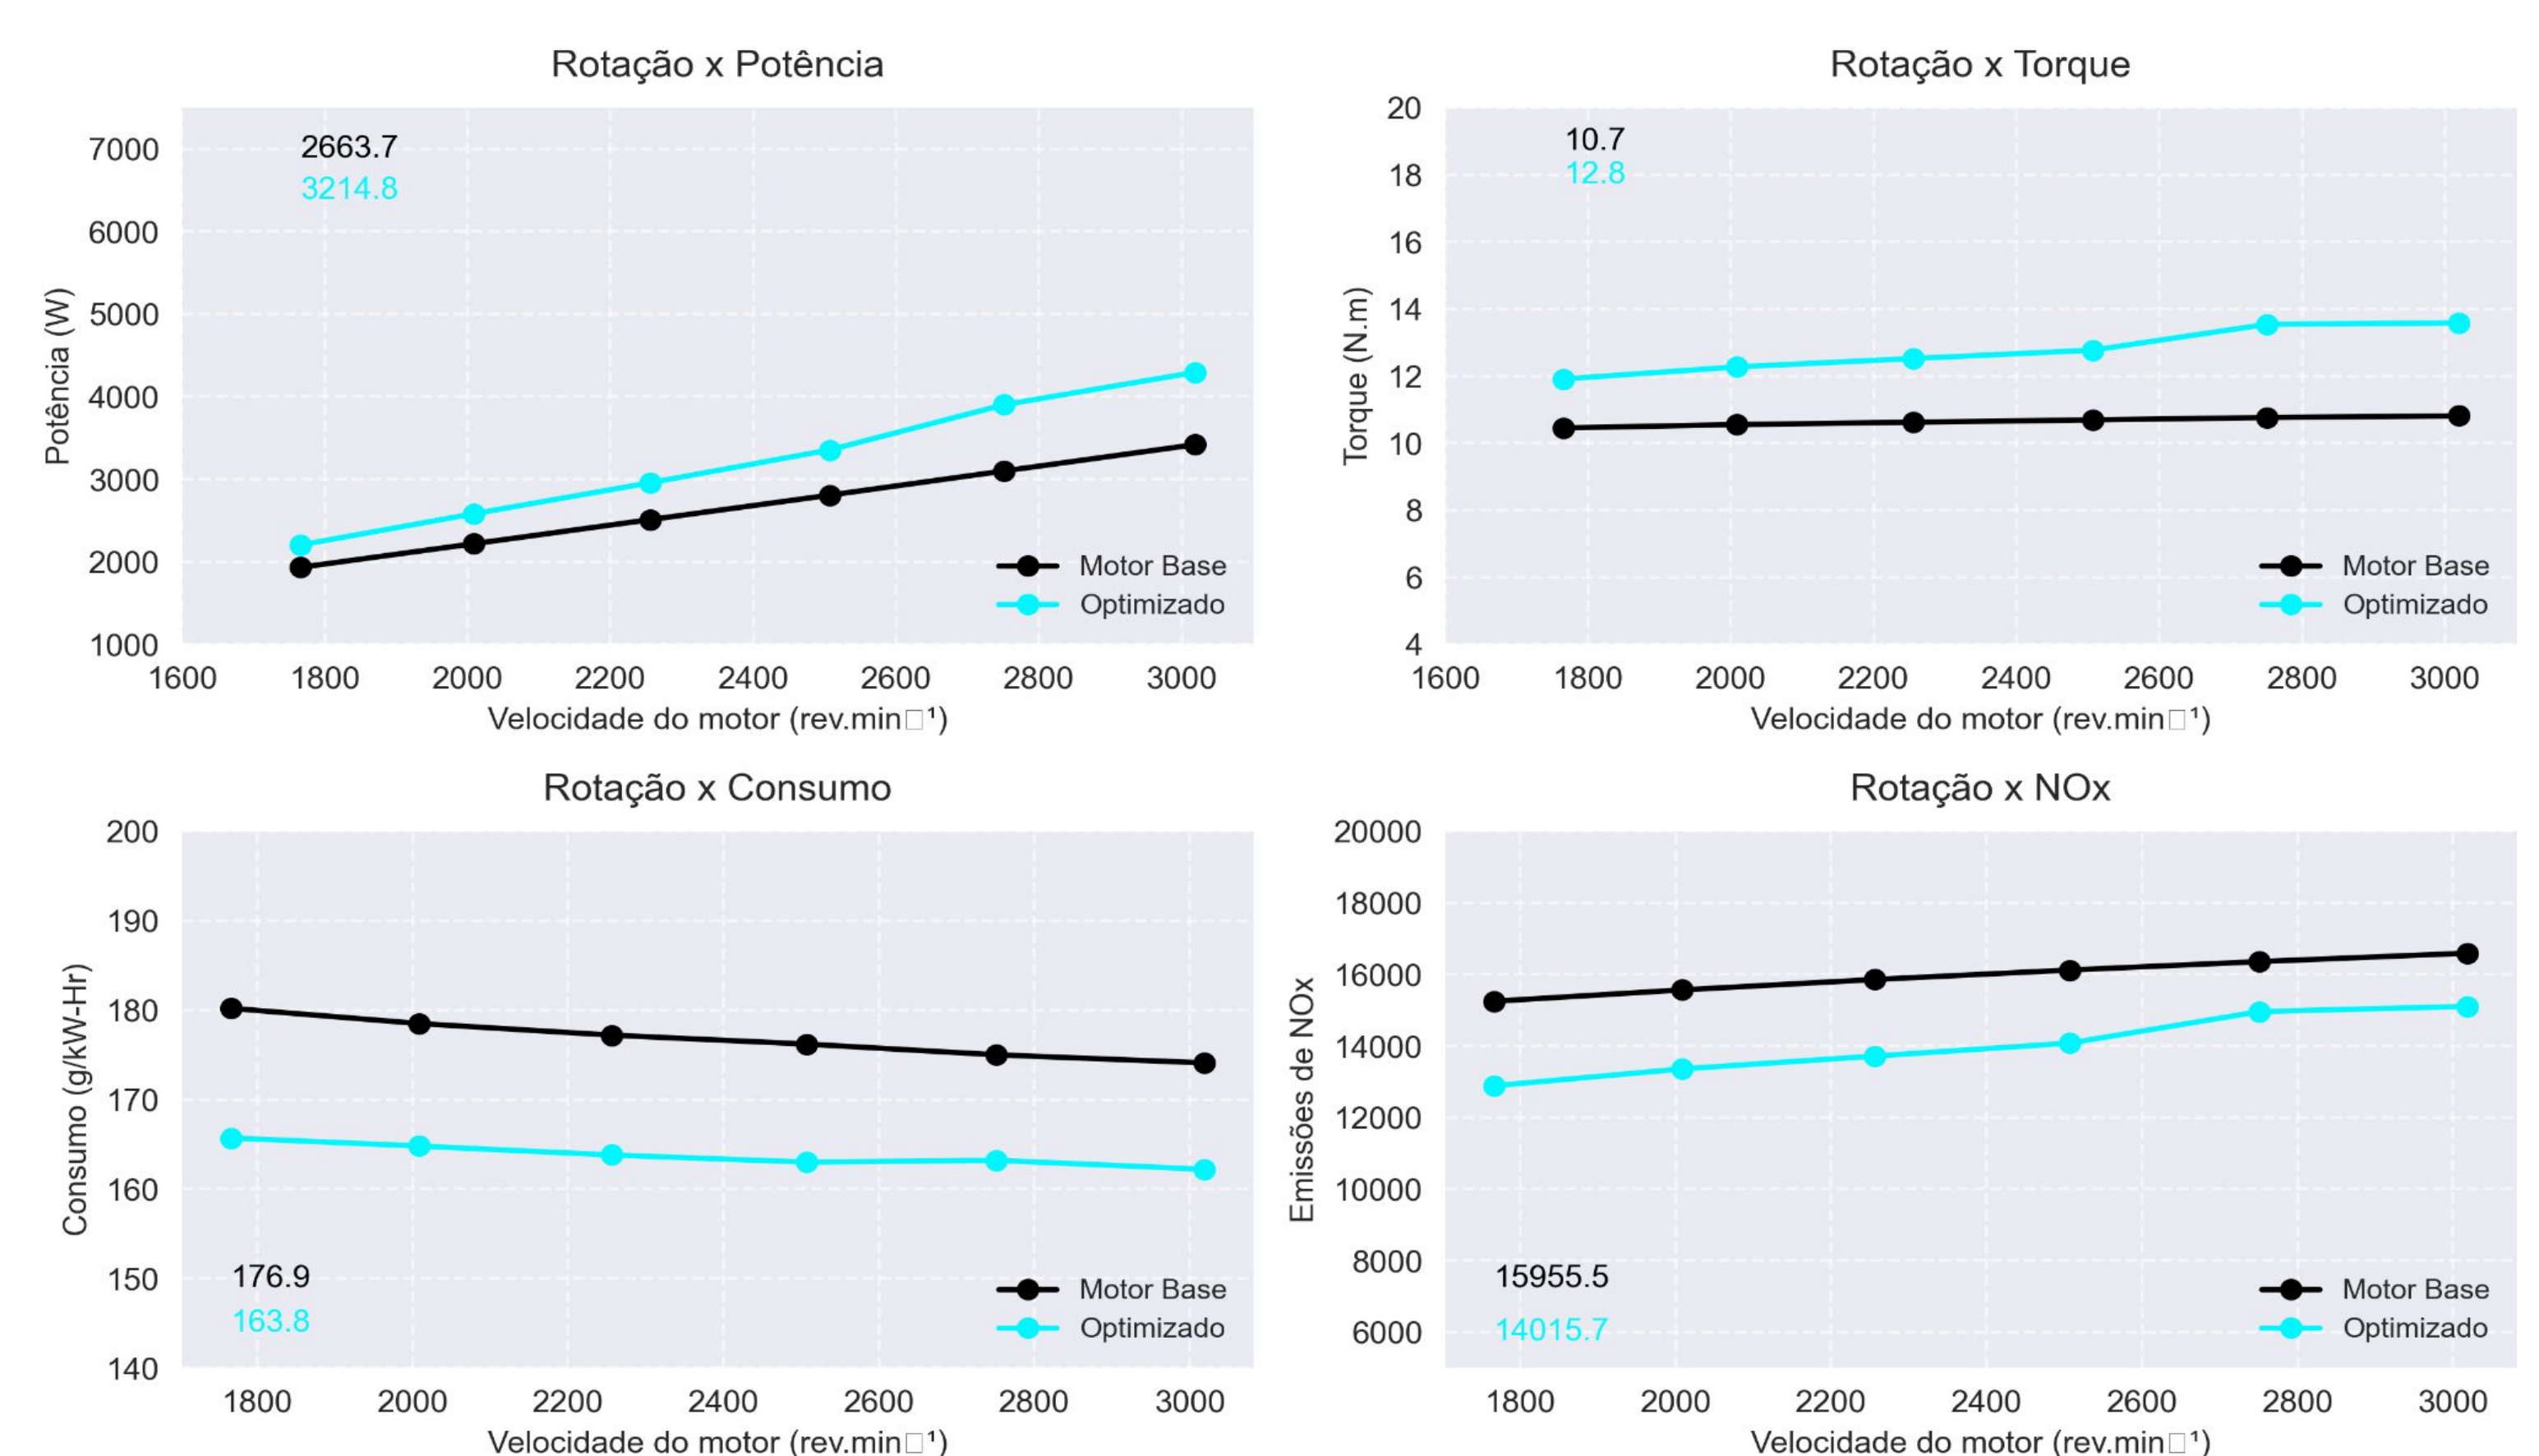 Rotação x Potência
7000
6000
5000
4000
3000
2000
1000
Potência (W)
2663.7
3214.8
Motor Base
Optimizado
1600 1800 2000 2200 2400 2600 2800 3000
Velocidade do motor (rev.min□¹)
Rotação x Torque
20
18
16
14
12
10
8
6
4
Torque (N.m)
10.7
12.8
Motor Base
Optimizado
1600 1800 2000 2200 2400 2600 2800 3000
Velocidade do motor (rev.min□¹)
Rotação x Consumo
200
190
180
170
160
150
140
Consumo (g/kW-Hr)
176.9
163.8
Motor Base
Optimizado
1800 2000 2200 2400 2600 2800 3000
Velocidade do motor (rev.min□¹)
Rotação x NOx
20000
18000
16000
14000
12000
10000
8000
6000
Emissões de NOx
15955.5
14015.7
Motor Base
Optimizado
1800 2000 2200 2400 2600 2800 3000
Velocidade do motor (rev.min□¹)